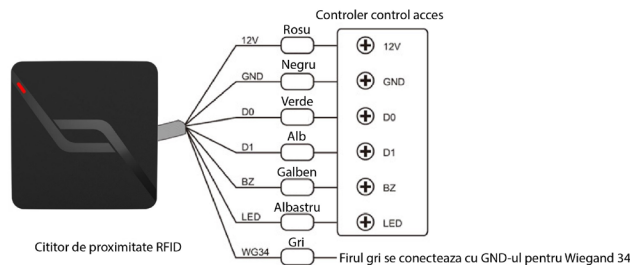 Controler control acces
12V Rosu 12V
GND Negru GND
D0 Verde D0
D1 Alb D1
BZ Galben BZ
LED Albastru LED
WG34 Gri Firul gri se conecteaza cu GND-ul pentru Wiegand 34
Cititor de proximitate RFID